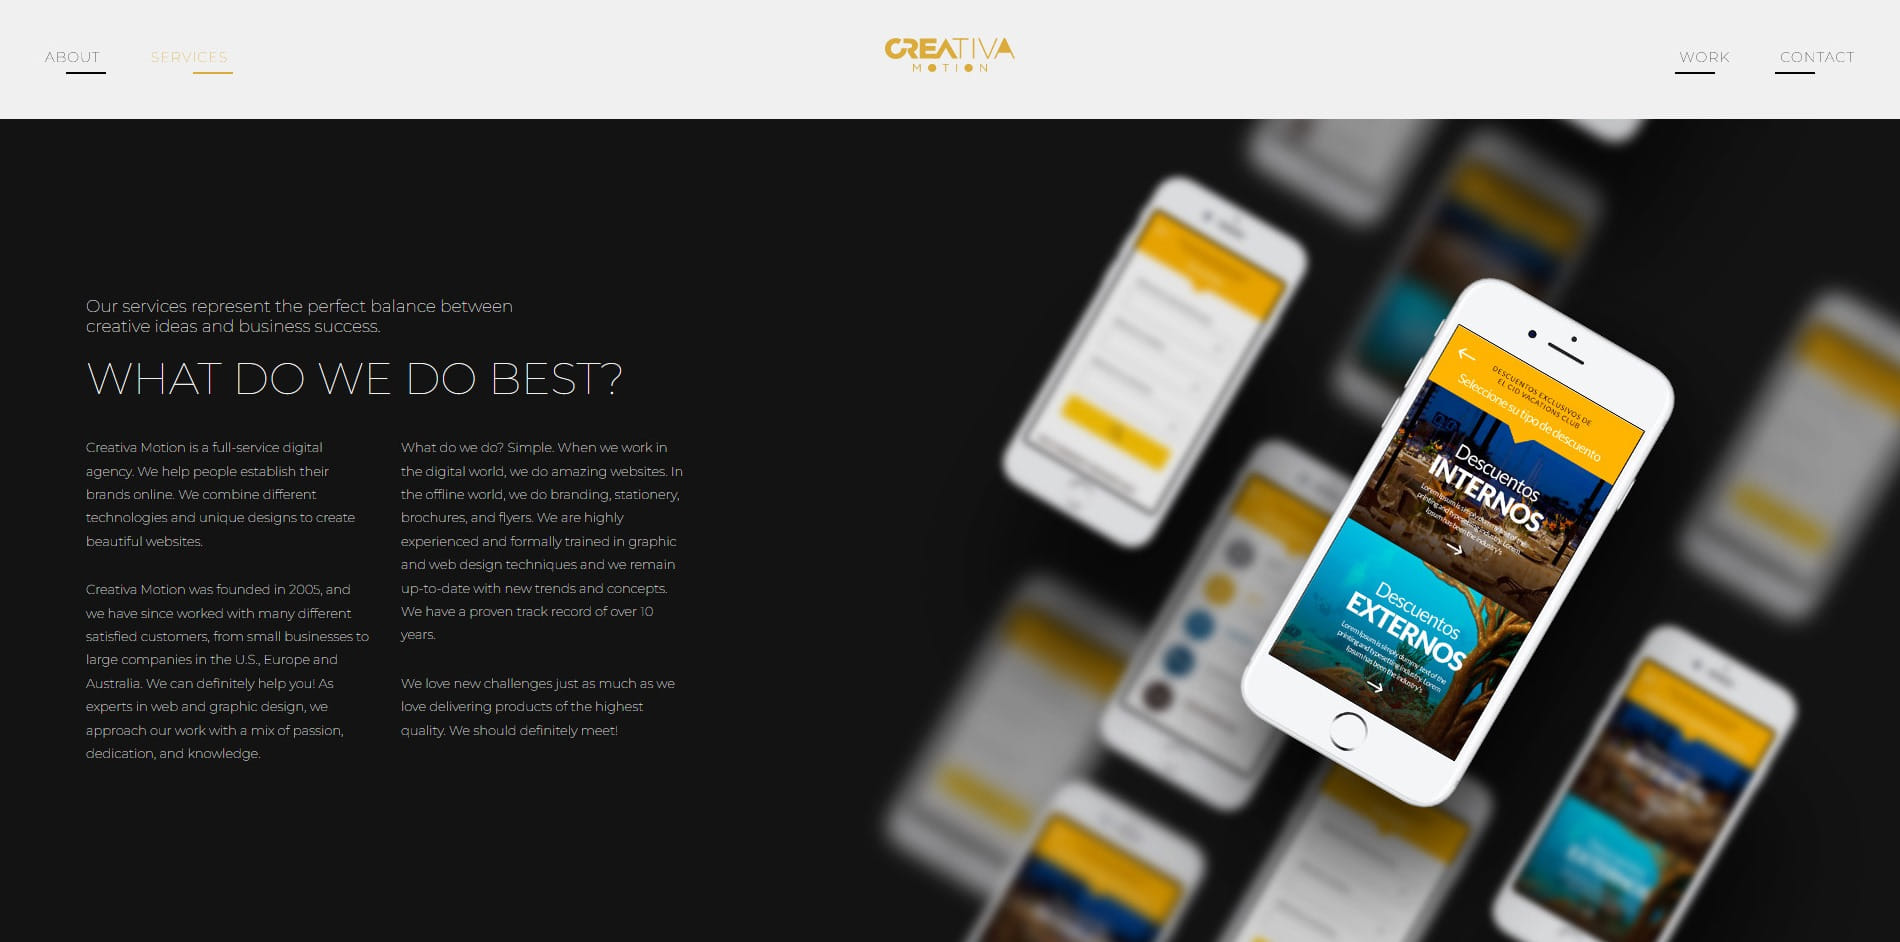 ABOUT
SERVICES
CREATIVA
MOTION
WORK
CONTACT
Our services represent the perfect balance between
creative ideas and business success.
WHAT DO WE DO BEST?
Creativa Motion is a full-service digital
agency. We help people establish their
brands online. We combine different
technologies and unique designs to create
beautiful websites.
Creativa Motion was founded in 2005, and
we have since worked with many different
satisfied customers, from small businesses to
large companies in the U.S., Europe and
Australia. We can definitely help you! As
experts in web and graphic design, we
approach our work with a mix of passion,
dedication, and knowledge.
What do we do? Simple. When we work in
the digital world, we do amazing websites. In
the offline world, we do branding, stationery,
brochures, and flyers. We are highly
experienced and formally trained in graphic
and web design techniques and we remain
up-to-date with new trends and concepts.
We have a proven track record of over 10
years.
We love new challenges just as much as we
love delivering products of the highest
quality. We should definitely meet!
DESCUENTOS EXCLUSIVOS DE
EL CID VACATIONS CLUB
Seleccione su tipo de descuento
Descuentos
INTERNOS
Lorem Ipsum is simply dummy text of the
printing and typesetting industry. Lorem
Ipsum has been the industry's
Descuentos
EXTERNOS
Lorem Ipsum is simply dummy text of the
printing and typesetting industry. Lorem
Ipsum has been the industry's